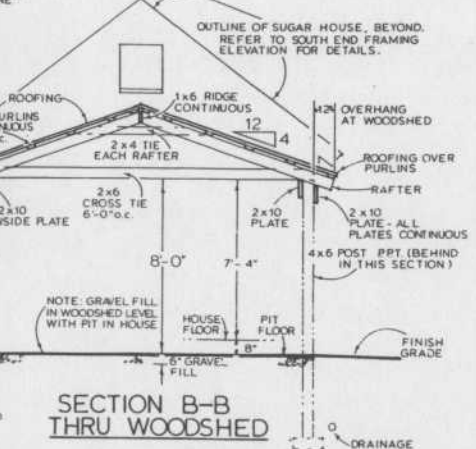 NE
OUTLINE OF SUGAR HOUSE, BEYOND.
REFER TO SOUTH END FRAMING
ELEVATION FOR DETAILS.
ROOFING
URLINS
NUOUS
c.
1x6 RIDGE
CONTINUOUS
12
4
12"
OVERHANG
AT WOODSHED
2x4 TIE
EACH RAFTER
ROOFING OVER
PURLINS
RAFTER
2x6
CROSS TIE
6'-0"o.c.
2x10
NSIDE PLATE
2x10
PLATE
2x10
PLATE-ALL
PLATES CONTINUOUS
8'-0"
7'-4"
4x6 POST PPT. (BEHIND
IN THIS SECTION)
NOTE: GRAVEL FILL
IN WOODSHED LEVEL
WITH PIT IN HOUSE
HOUSE
FLOOR
PIT
FLOOR
8"
FINISH
GRADE
6" GRAVEL
FILL
SECTION B-B
THRU WOODSHED
DRAINAGE